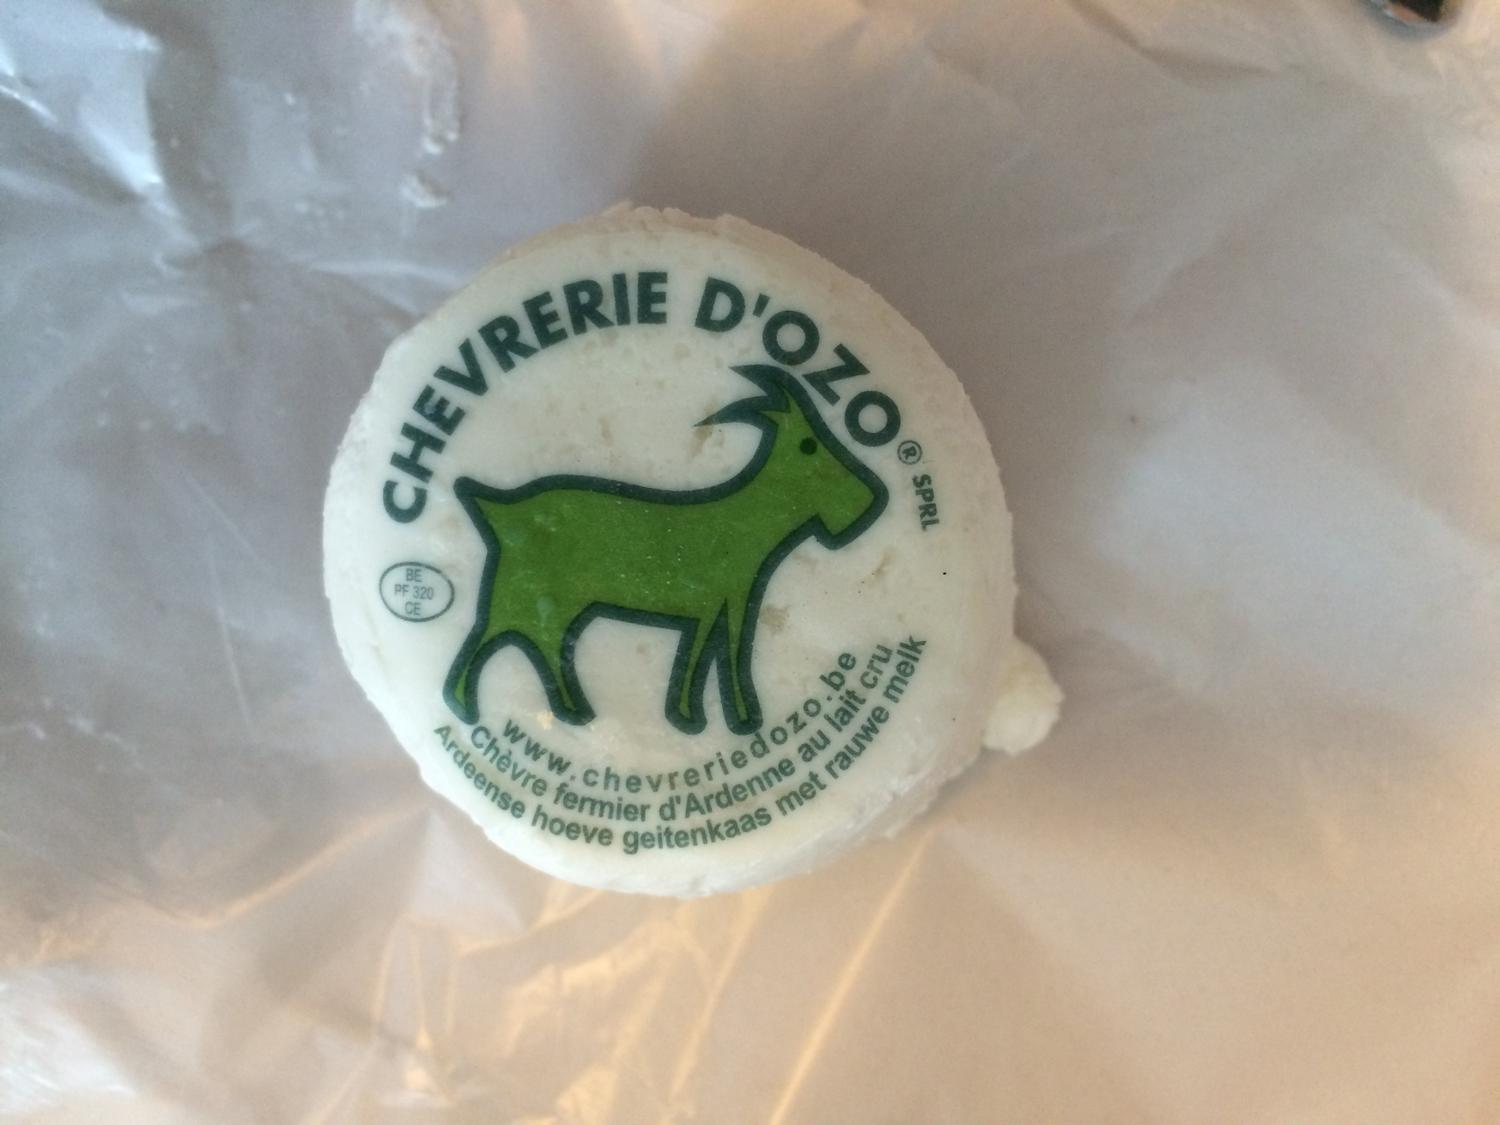 CHEVRERIE D'OZO® SPRL
BE
PF 320
CE
www.chevreriedozo.be
Chèvre fermier d'Ardenne au lait cru
Ardeense hoeve geitenkaas met rauwe melk